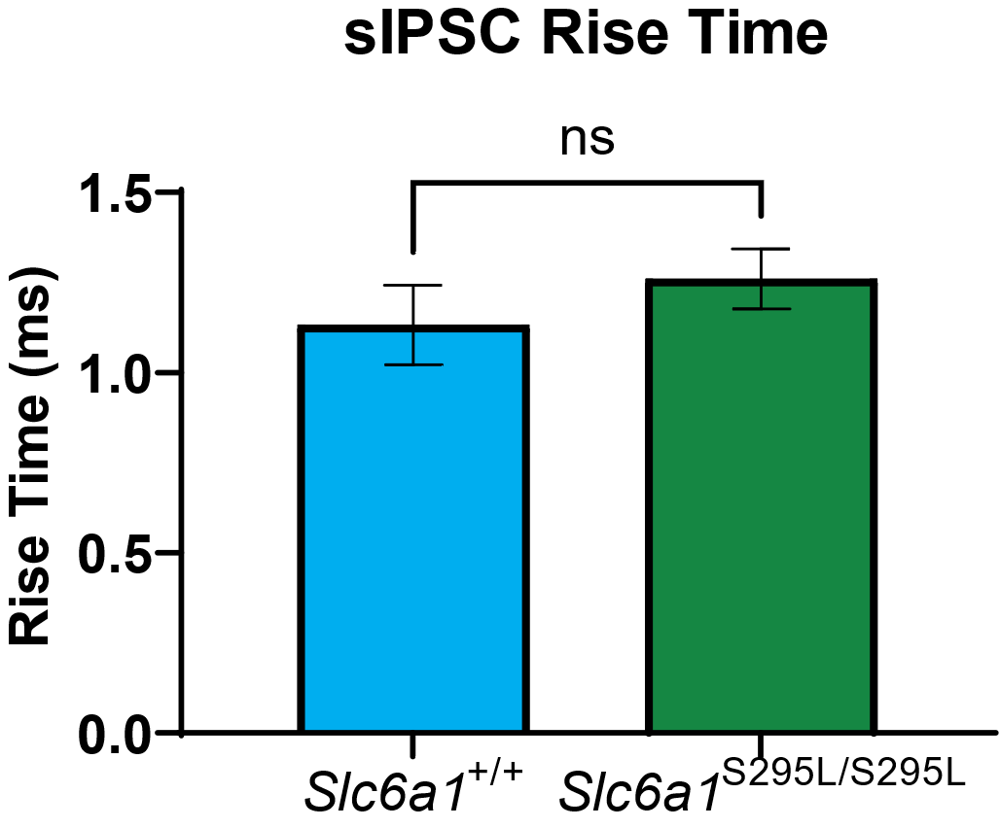 sIPSC Rise Time
ns
Rise Time (ms)
1.5
1.0
0.5
0.0
Slc6a1+/+
Slc6a1S295L/S295L